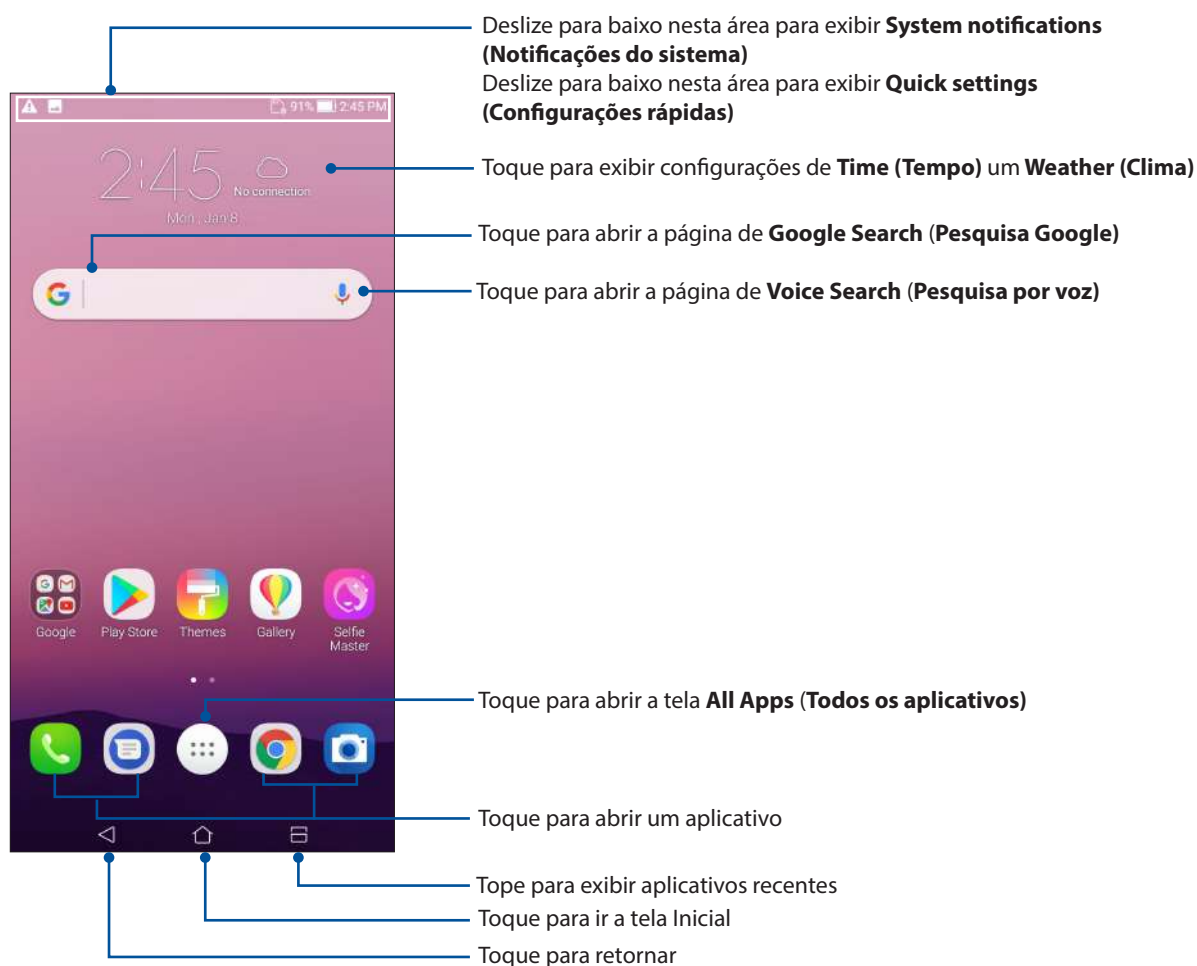 Deslize para baixo nesta área para exibir System notifications
(Notificações do sistema)
Deslize para baixo nesta área para exibir Quick settings
(Configurações rápidas)
91% 2:45 PM
2:45
No connection
Mon, Jan 8
Toque para exibir configurações de Time (Tempo) um Weather (Clima)
Toque para abrir a página de Google Search (Pesquisa Google)
G
Toque para abrir a página de Voice Search (Pesquisa por voz)
Google
Play Store
Themes
Gallery
Selfie
Master
Toque para abrir a tela All Apps (Todos os aplicativos)
Toque para abrir um aplicativo
Tope para exibir aplicativos recentes
Toque para ir a tela Inicial
Toque para retornar